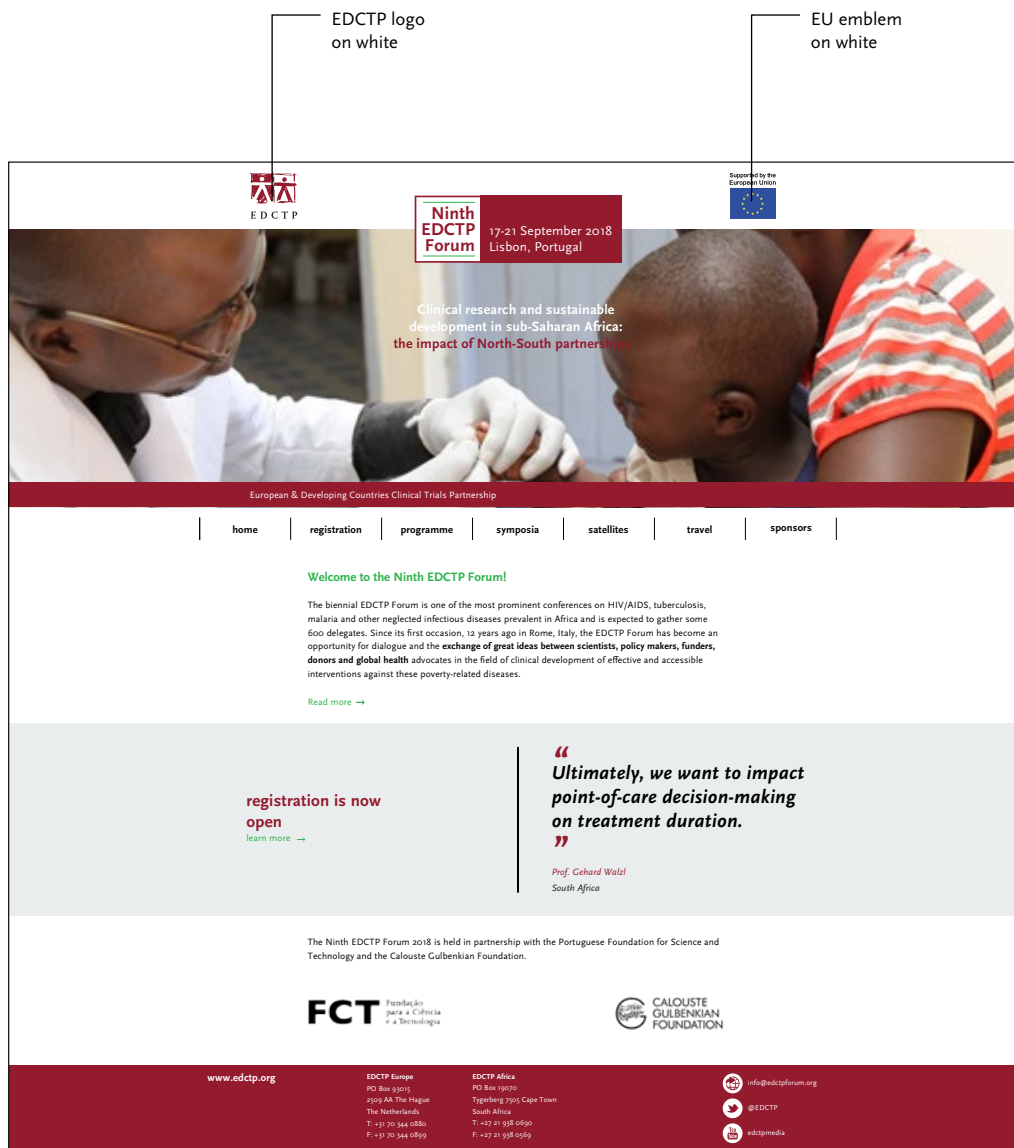 EDCTP logo
on white
EU emblem
on white
EDCTP
Supported by the
European Union
Ninth
EDCTP
Forum
17-21 September 2018
Lisbon, Portugal
Clinical research and sustainable
development in sub-Saharan Africa:
the impact of North-South partnerships
European & Developing Countries Clinical Trials Partnership
home
registration
programme
symposia
satellites
travel
sponsors
Welcome to the Ninth EDCTP Forum!
The biennial EDCTP Forum is one of the most prominent conferences on HIV/AIDS, tuberculosis,
malaria and other neglected infectious diseases prevalent in Africa and is expected to gather some
600 delegates. Since its first occasion, 12 years ago in Rome, Italy, the EDCTP Forum has become an
opportunity for dialogue and the exchange of great ideas between scientists, policy makers, funders,
donors and global health advocates in the field of clinical development of effective and accessible
interventions against these poverty-related diseases.
Read more →
registration is now
open
learn more →
“
Ultimately, we want to impact
point-of-care decision-making
on treatment duration.
”
Prof. Gehard Walzl
South Africa
The Ninth EDCTP Forum 2018 is held in partnership with the Portuguese Foundation for Science and
Technology and the Calouste Gulbenkian Foundation.
FCT
Fundação
para a Ciência
e a Tecnologia
CALOUSTE
GULBENKIAN
FOUNDATION
www.edctp.org
EDCTP Europe
PO Box 93015
2509 AA The Hague
The Netherlands
T: +31 70 344 0880
F: +31 70 344 0899
EDCTP Africa
PO Box 19070
Tygerberg 7505 Cape Town
South Africa
T: +27 21 938 0690
F: +27 21 938 0569
info@edctpforum.org
@EDCTP
You
Tube
edctpmedia